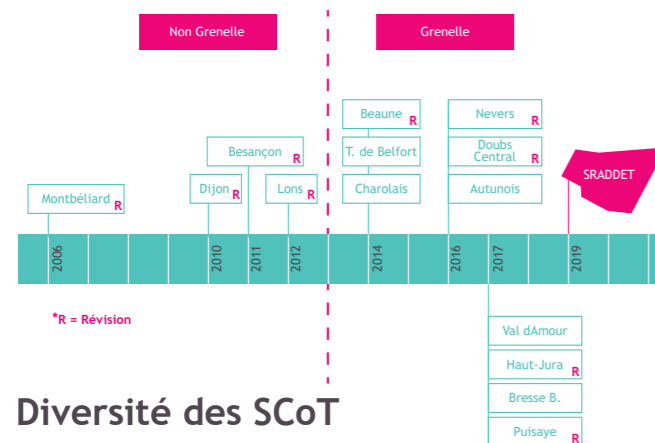 Non Grenelle
Grenelle
Beaune R
Nevers R
Besançon R
T. de Belfort
Doubs
Central R
SRADDET
Montbéliard R
Dijon R
Lons R
Charolais
Autunois
2006
2010
2011
2012
2014
2016
2017
2019
*R = Révision
Val dAmour
Haut-Jura R
Bresse B.
Puisaye R
Diversité des SCoT